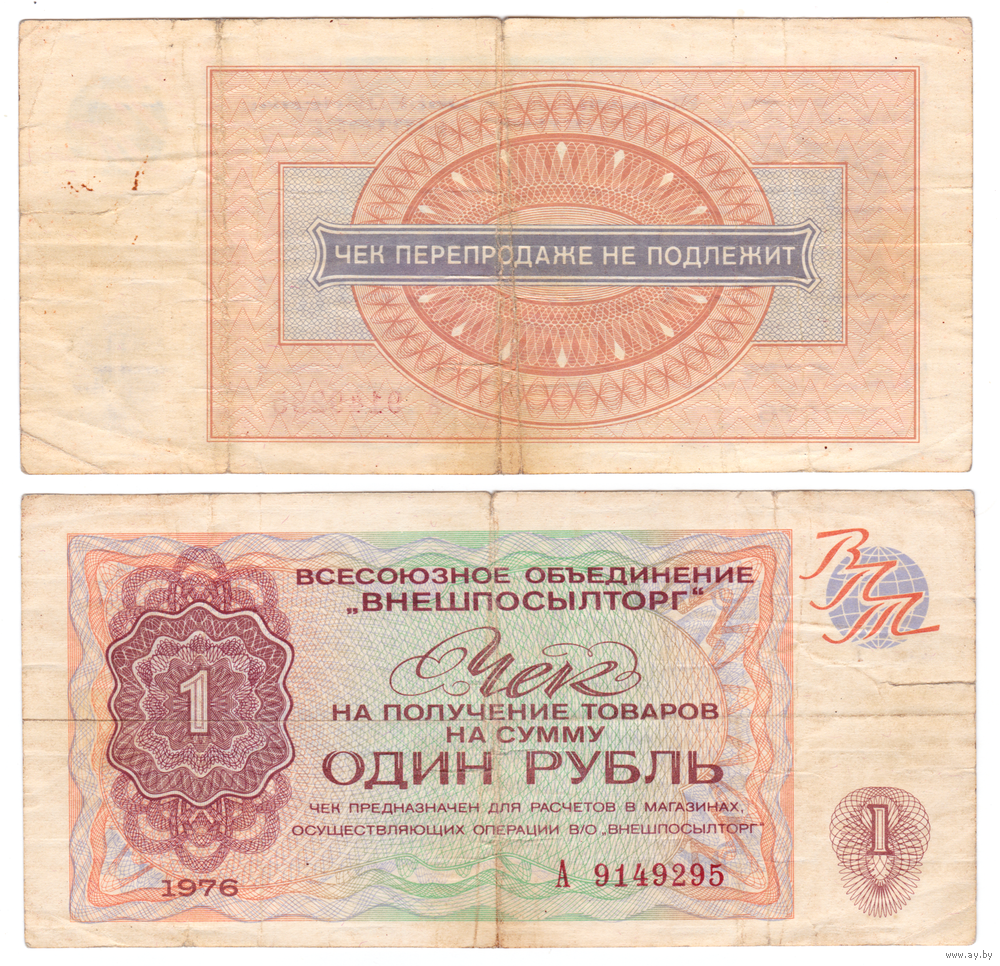 ЧЕК ПЕРЕПРОДАЖЕ НЕ ПОДЛЕЖИТ
ВСЕСОЮЗНОЕ ОБЪЕДИНЕНИЕ
„ВНЕШПОСЫЛТОРГ“
ВПТ
Чек
НА ПОЛУЧЕНИЕ ТОВАРОВ
НА СУММУ
ОДИН РУБЛЬ
1
ЧЕК ПРЕДНАЗНАЧЕН ДЛЯ РАСЧЕТОВ В МАГАЗИНАХ,
ОСУЩЕСТВЛЯЮЩИХ ОПЕРАЦИИ В/О „ВНЕШПОСЫЛТОРГ“
1
1976
А 9149295
www.ay.by